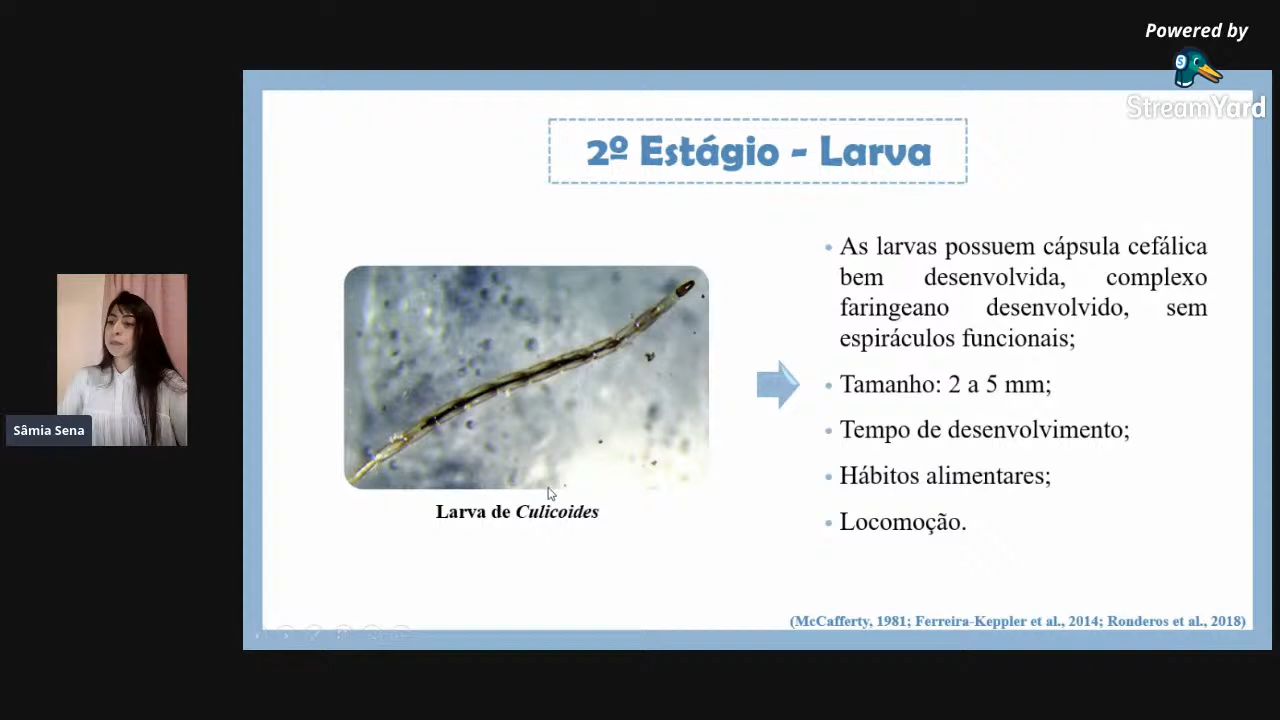 Powered by
StreamYard
2º Estágio - Larva
As larvas possuem cápsula cefálica
bem desenvolvida, complexo
faringeano desenvolvido, sem
espiráculos funcionais;
Tamanho: 2 a 5 mm;
Tempo de desenvolvimento;
Hábitos alimentares;
Locomoção.
Larva de Culicoides
Sâmia Sena
(McCafferty, 1981; Ferreira-Keppler et al., 2014; Ronderos et al., 2018)